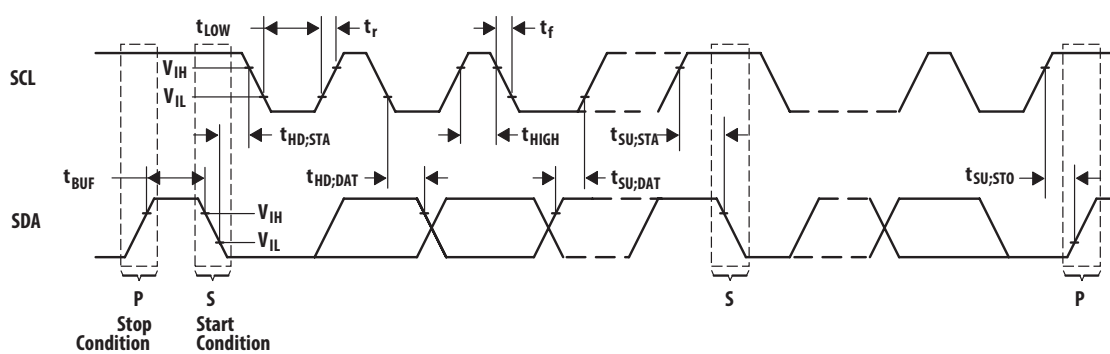 tLOW
tr
tf
SCL
VIH
VIL
tHD;STA
tHIGH
tSU;STA
tBUF
tHD;DAT
tSU;DAT
tSU;STO
SDA
VIH
VIL
P
S
S
P
Stop
Condition
Start
Condition